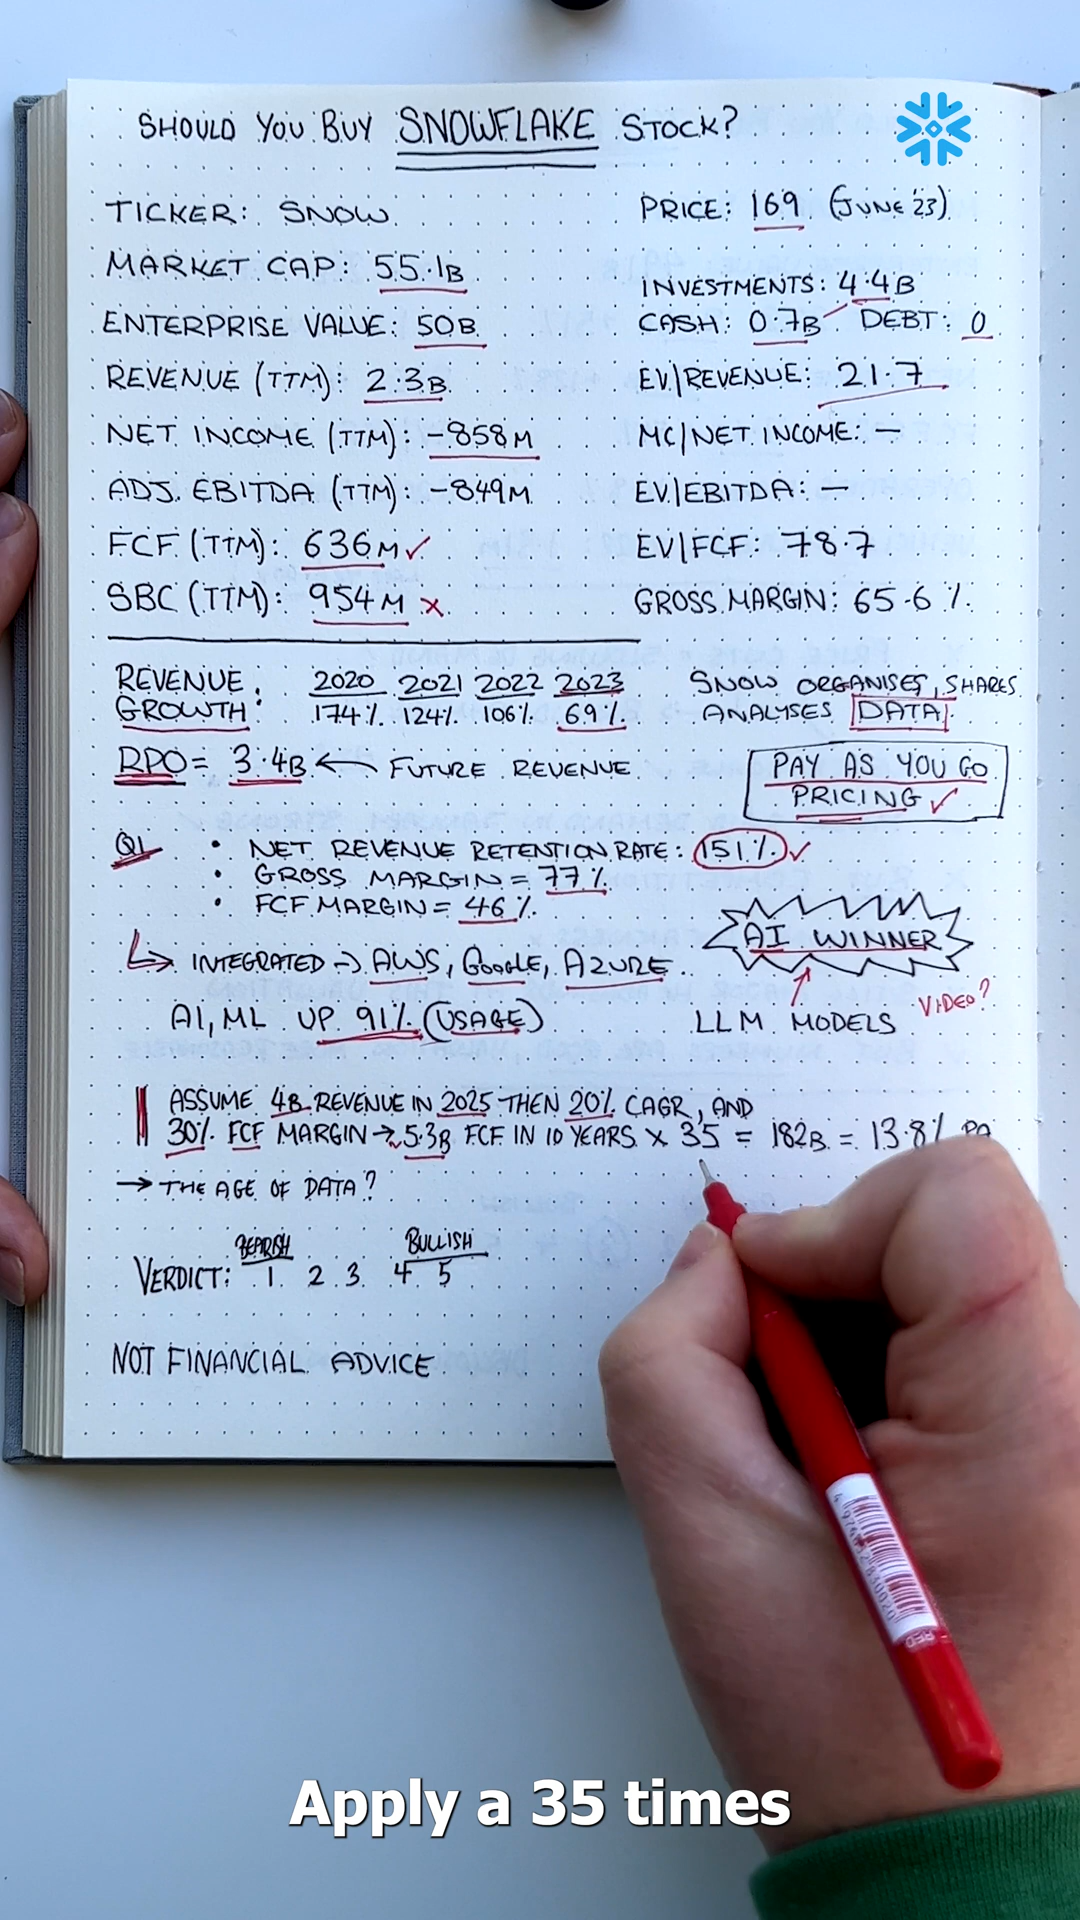 SHOULD YOU BUY SNOWFLAKE STOCK?
TICKER: SNOW
PRICE: 169 (JUNE '23)
MARKET CAP: 55.1B
INVESTMENTS: 4.4B
ENTERPRISE VALUE: 50B
CASH: 0.7B DEBT: 0
REVENUE (TTM): 2.3B
EV/REVENUE: 21.7
NET INCOME (TTM): -858M
MC/NET INCOME: -
ADJ. EBITDA (TTM): -849M
EV/EBITDA: -
FCF (TTM): 636M ✓
EV/FCF: 78.7
SBC (TTM): 954M x
GROSS MARGIN: 65.6%
REVENUE GROWTH:
2020 2021 2022 2023
174% 124% 106% 69%
SNOW ORGANISES, SHARES
ANALYSES DATA
RPO = 3.4B ← FUTURE REVENUE
PAY AS YOU GO
PRICING ✓
Q1
• NET REVENUE RETENTION RATE: 151% ✓
• GROSS MARGIN = 77%
• FCF MARGIN = 46%
AI WINNER
INTEGRATED → AWS, GOOGLE, AZURE
AI, ML UP 91% (USAGE)
LLM MODELS
VIDEO?
ASSUME 4B REVENUE IN 2025 THEN 20% CAGR, AND
30% FCF MARGIN → 5.3B FCF IN 10 YEARS x 35 = 182B = 13.8% PA
→ THE AGE OF DATA?
BEARISH BULLISH
VERDICT: 1 2 3 4 5
NOT FINANCIAL ADVICE
4 974052 830020
RED
Apply a 35 times